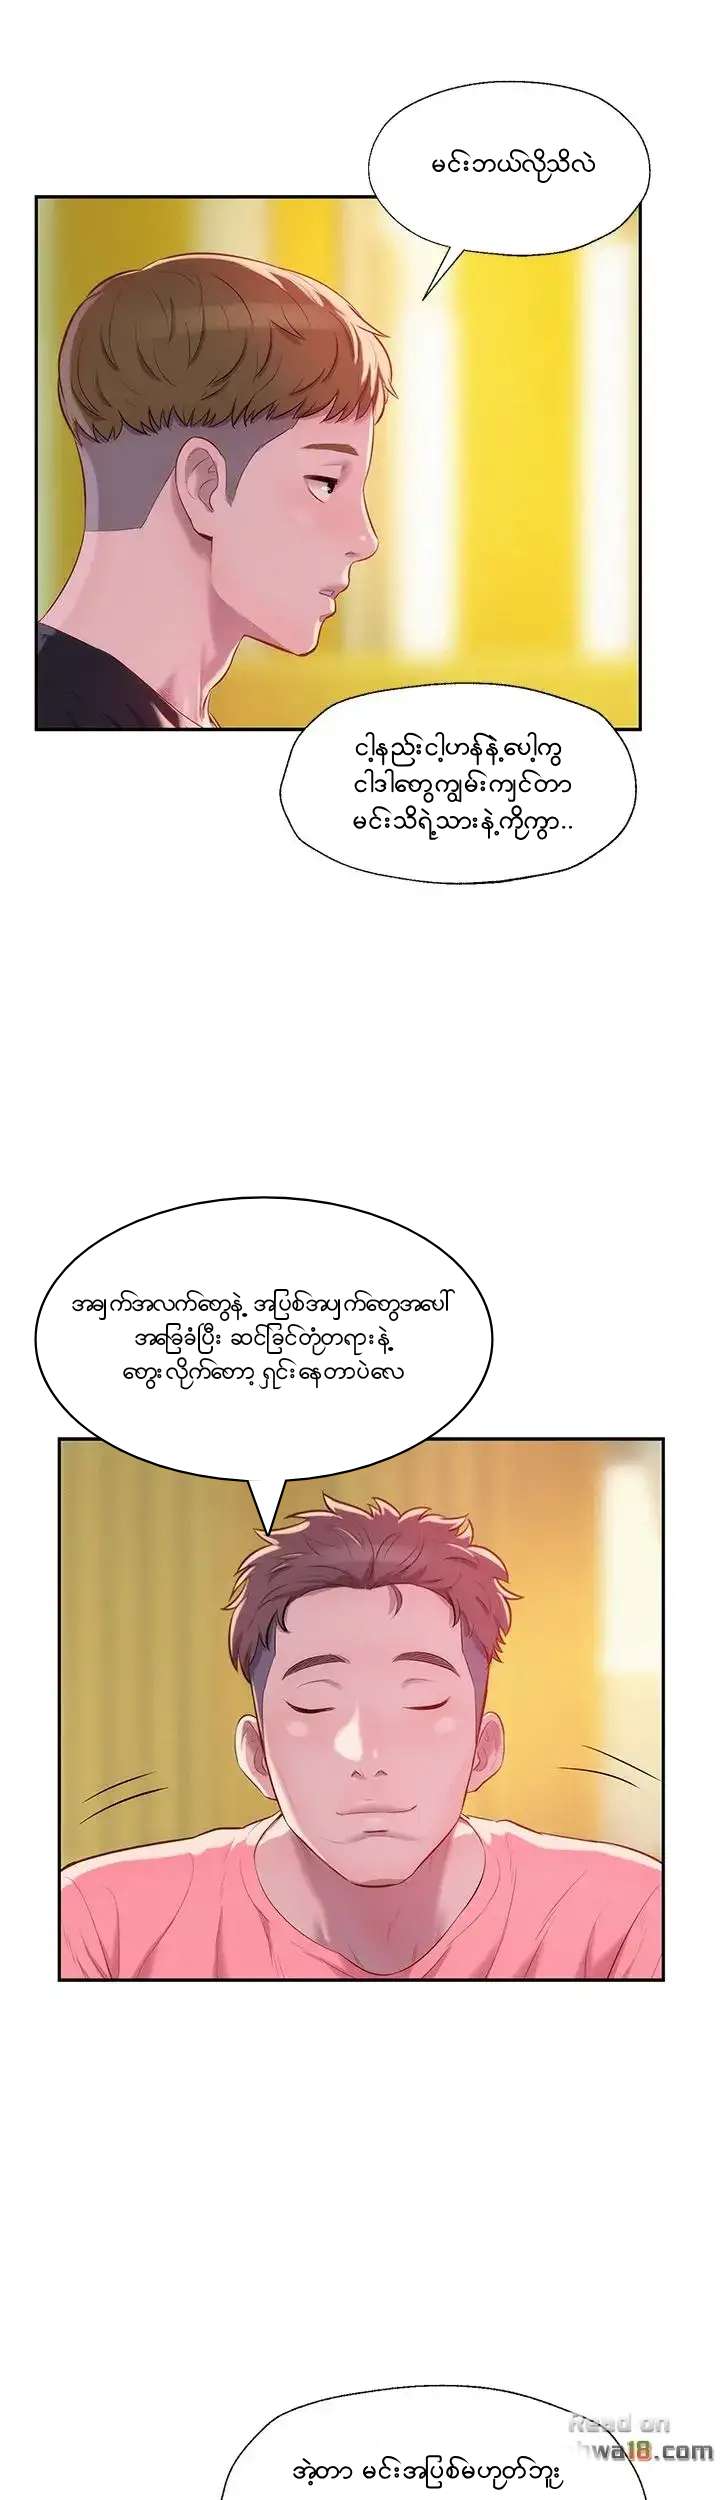 မင်းဘယ်လိုသိလဲ
ငါ့နည်းငါ့ဟန်နဲ့ပေါ့ကွ
ငါဒါတွေကျွမ်းကျင်တာ
မင်းသိရဲ့သားနဲ့ကိုကွာ..
အချက်အလက်တွေနဲ့ အပြစ်အပျက်တွေအပေါ်
အခြေခံပြီး ဆင်ခြင်တုံတရားနဲ့
တွေးလိုက်တော့ ရှင်းနေတာပဲလေ
Read on
hwa18.com
အဲ့တာ မင်းအပြစ်မဟုတ်ဘူး